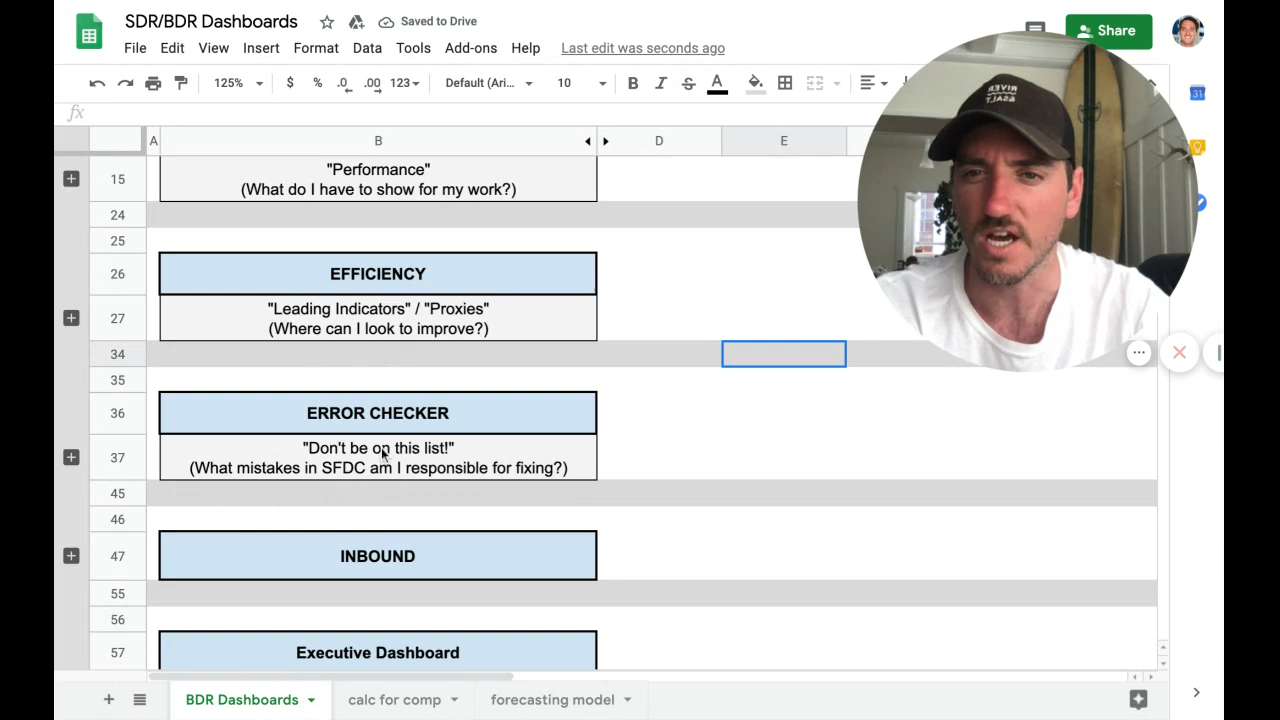 SDR/BDR Dashboards
Saved to Drive
File Edit View Insert Format Data Tools Add-ons Help Last edit was seconds ago
Share
125% $ % .0 .00 123 Default (Ari... 10 B I S A
fx
31
RIVER
&SALT
A B D E
15 "Performance"
(What do I have to show for my work?)
24
25
26 EFFICIENCY
27 "Leading Indicators" / "Proxies"
(Where can I look to improve?)
34
35
36 ERROR CHECKER
37 "Don't be on this list!"
(What mistakes in SFDC am I responsible for fixing?)
45
46
47 INBOUND
55
56
57 Executive Dashboard
BDR Dashboards calc for comp forecasting model